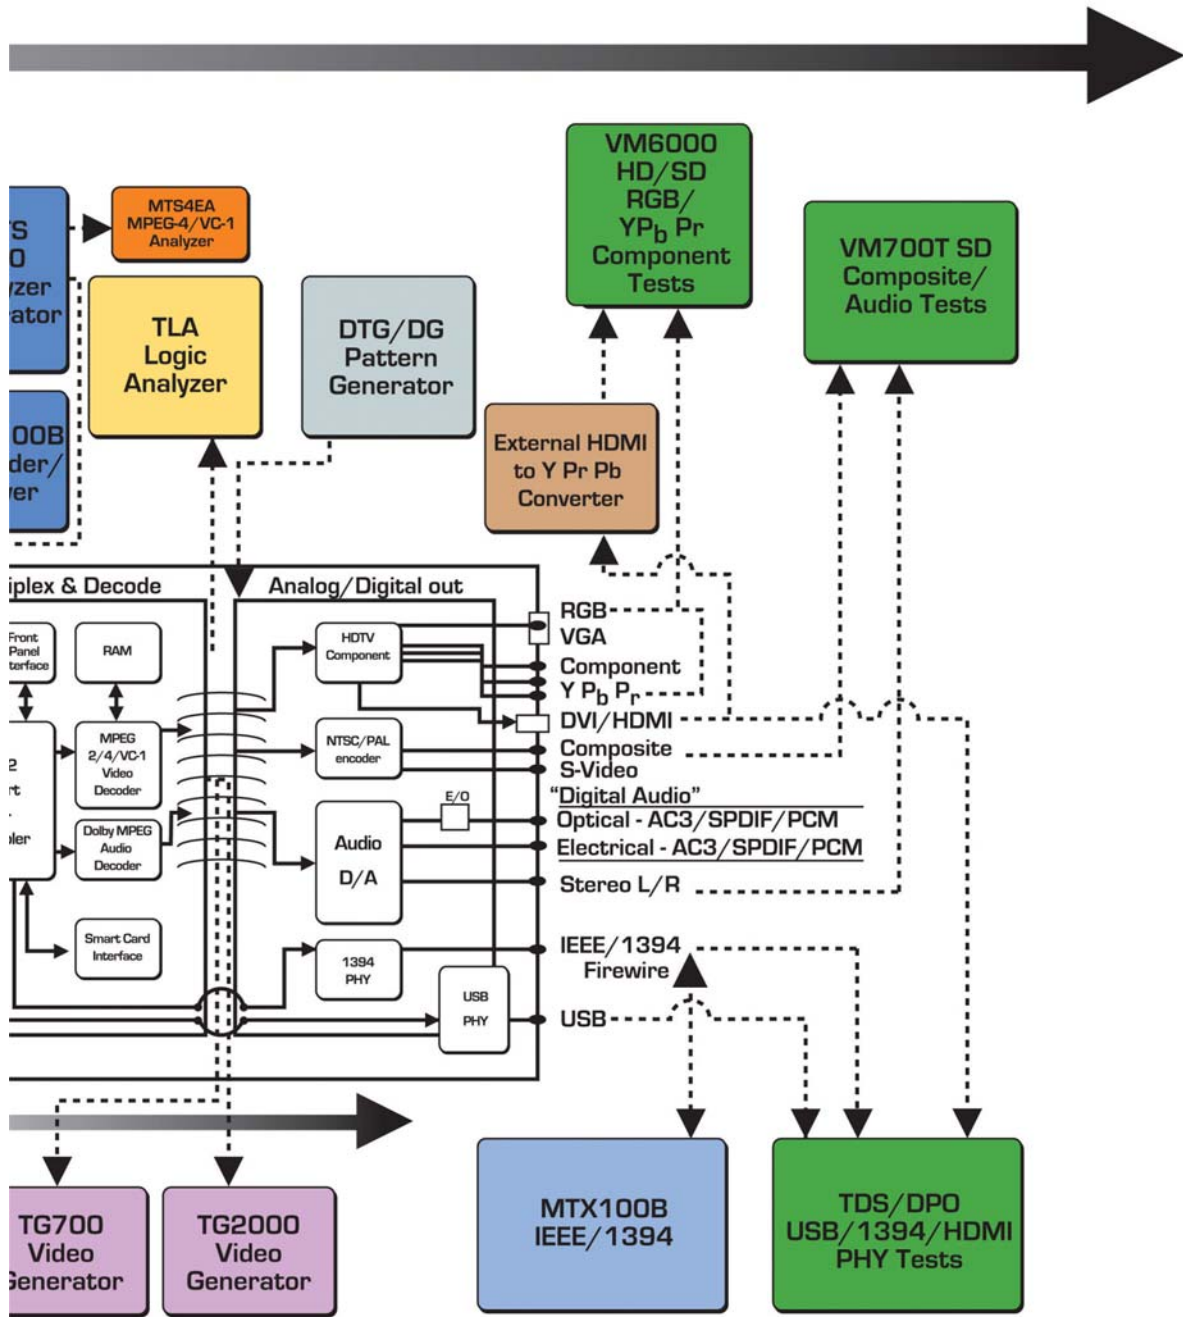 VM6000
HD/SD
RGB/
YPb Pr
Component
Tests
MTS4EA
MPEG-4/VC-1
Analyzer
VM700T SD
Composite/
Audio Tests
TLA
Logic
Analyzer
DTG/DG
Pattern
Generator
External HDMI
to Y Pr Pb
Converter
& Decode
Analog/Digital out
Front
Panel
RAM
HDTV
Component
RGB
VGA
Component
Y Pb Pr
DVI/HDMI
MPEG
2/4/VC-1
Video
Decoder
NTSC/PAL
encoder
Composite
S-Video
"Digital Audio"
E/O
Optical - AC3/SPDIF/PCM
Electrical - AC3/SPDIF/PCM
Dolby MPEG
Audio
Decoder
Audio
D/A
Stereo L/R
Smart Card
Interface
1394
PHY
IEEE/1394
Firewire
USB
PHY
USB
TG700
Video
Generator
TG2000
Video
Generator
MTX100B
IEEE/1394
TDS/DPO
USB/1394/HDMI
PHY Tests